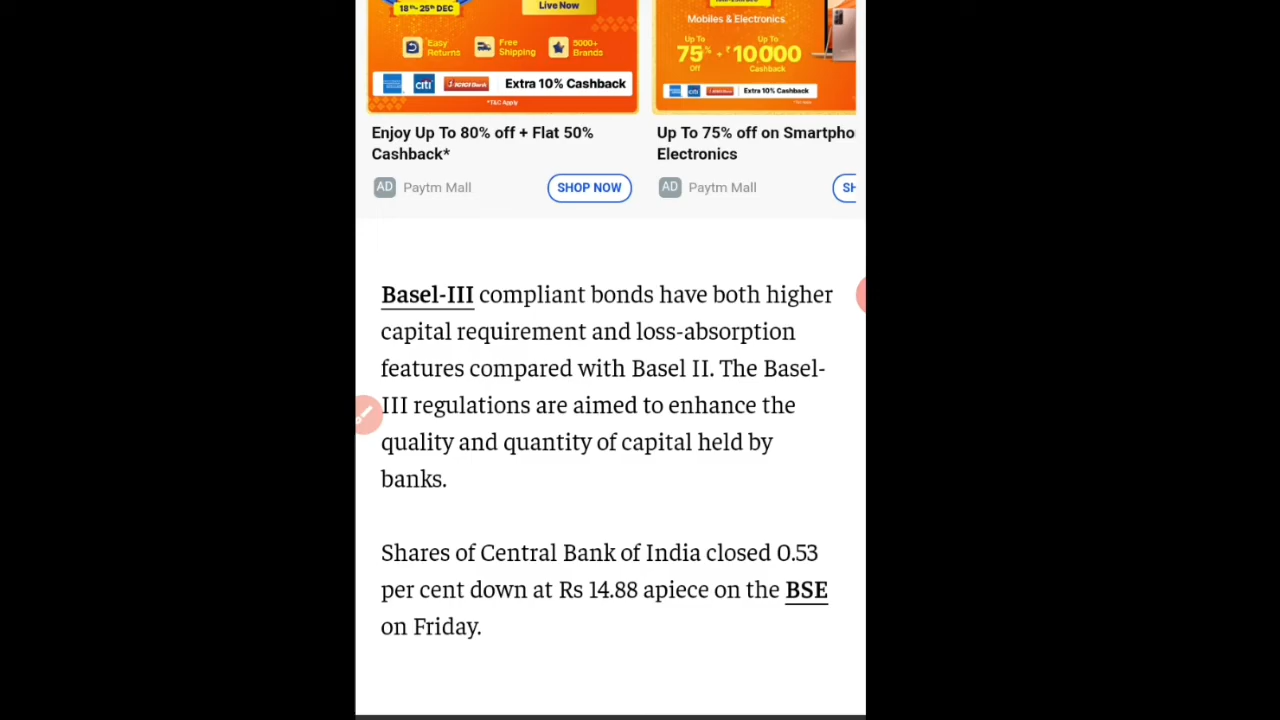 18th- 25th DEC
Live Now
Easy Returns
Free Shipping
5000+ Brands
citi ICICI Bank Extra 10% Cashback
*T&C Apply
Enjoy Up To 80% off + Flat 50%
Cashback*
AD Paytm Mall
SHOP NOW
Mobiles & Electronics
Up To 75% Off + Up To ₹10000 Cashback
Extra 10% Cashback
Up To 75% off on Smartpho
Electronics
AD Paytm Mall
SH
Basel-III compliant bonds have both higher
capital requirement and loss-absorption
features compared with Basel II. The Basel-
III regulations are aimed to enhance the
quality and quantity of capital held by
banks.
Shares of Central Bank of India closed 0.53
per cent down at Rs 14.88 apiece on the BSE
on Friday.